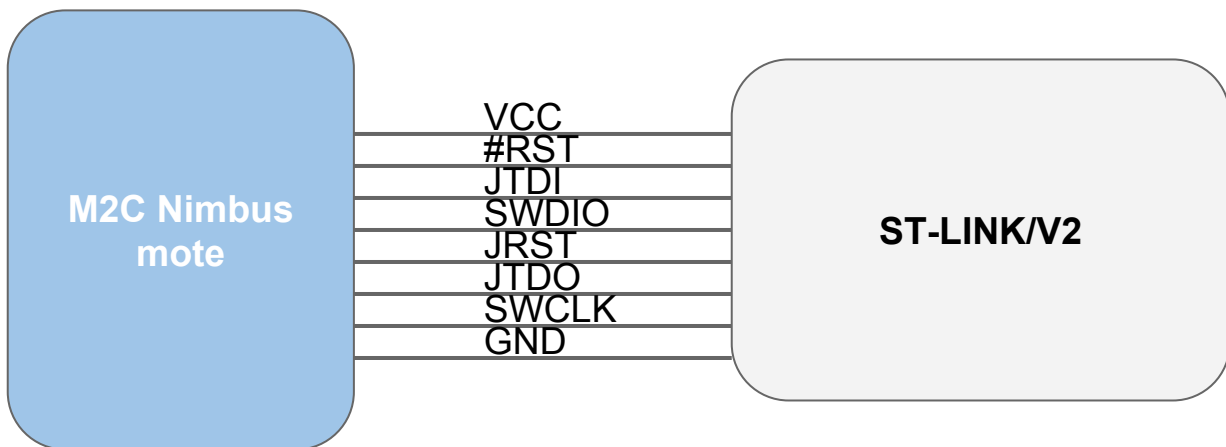 M2C Nimbus
mote
VCC
#RST
JTDI
SWDIO
JRST
JTDO
SWCLK
GND
ST-LINK/V2